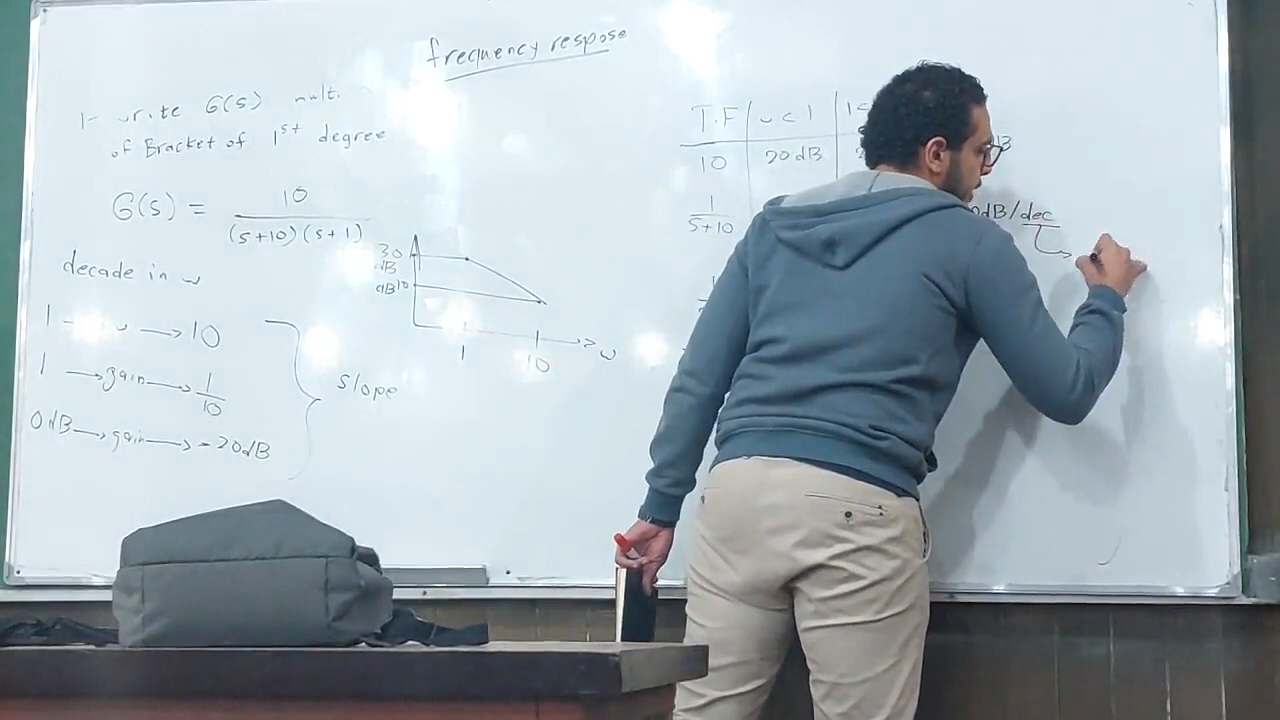 frequency respose
1- write G(s) mult.
of Bracket of 1st degree
G(s) = 10 / (s+10)(s+1)
decade in w
1 → w → 10
1 → gain → 1/10
0dB → gain → -20dB
slope
30
dB
dB 10
1
10
w
T.F | w<1
10 | 20dB
1/(s+10)
dB/dec